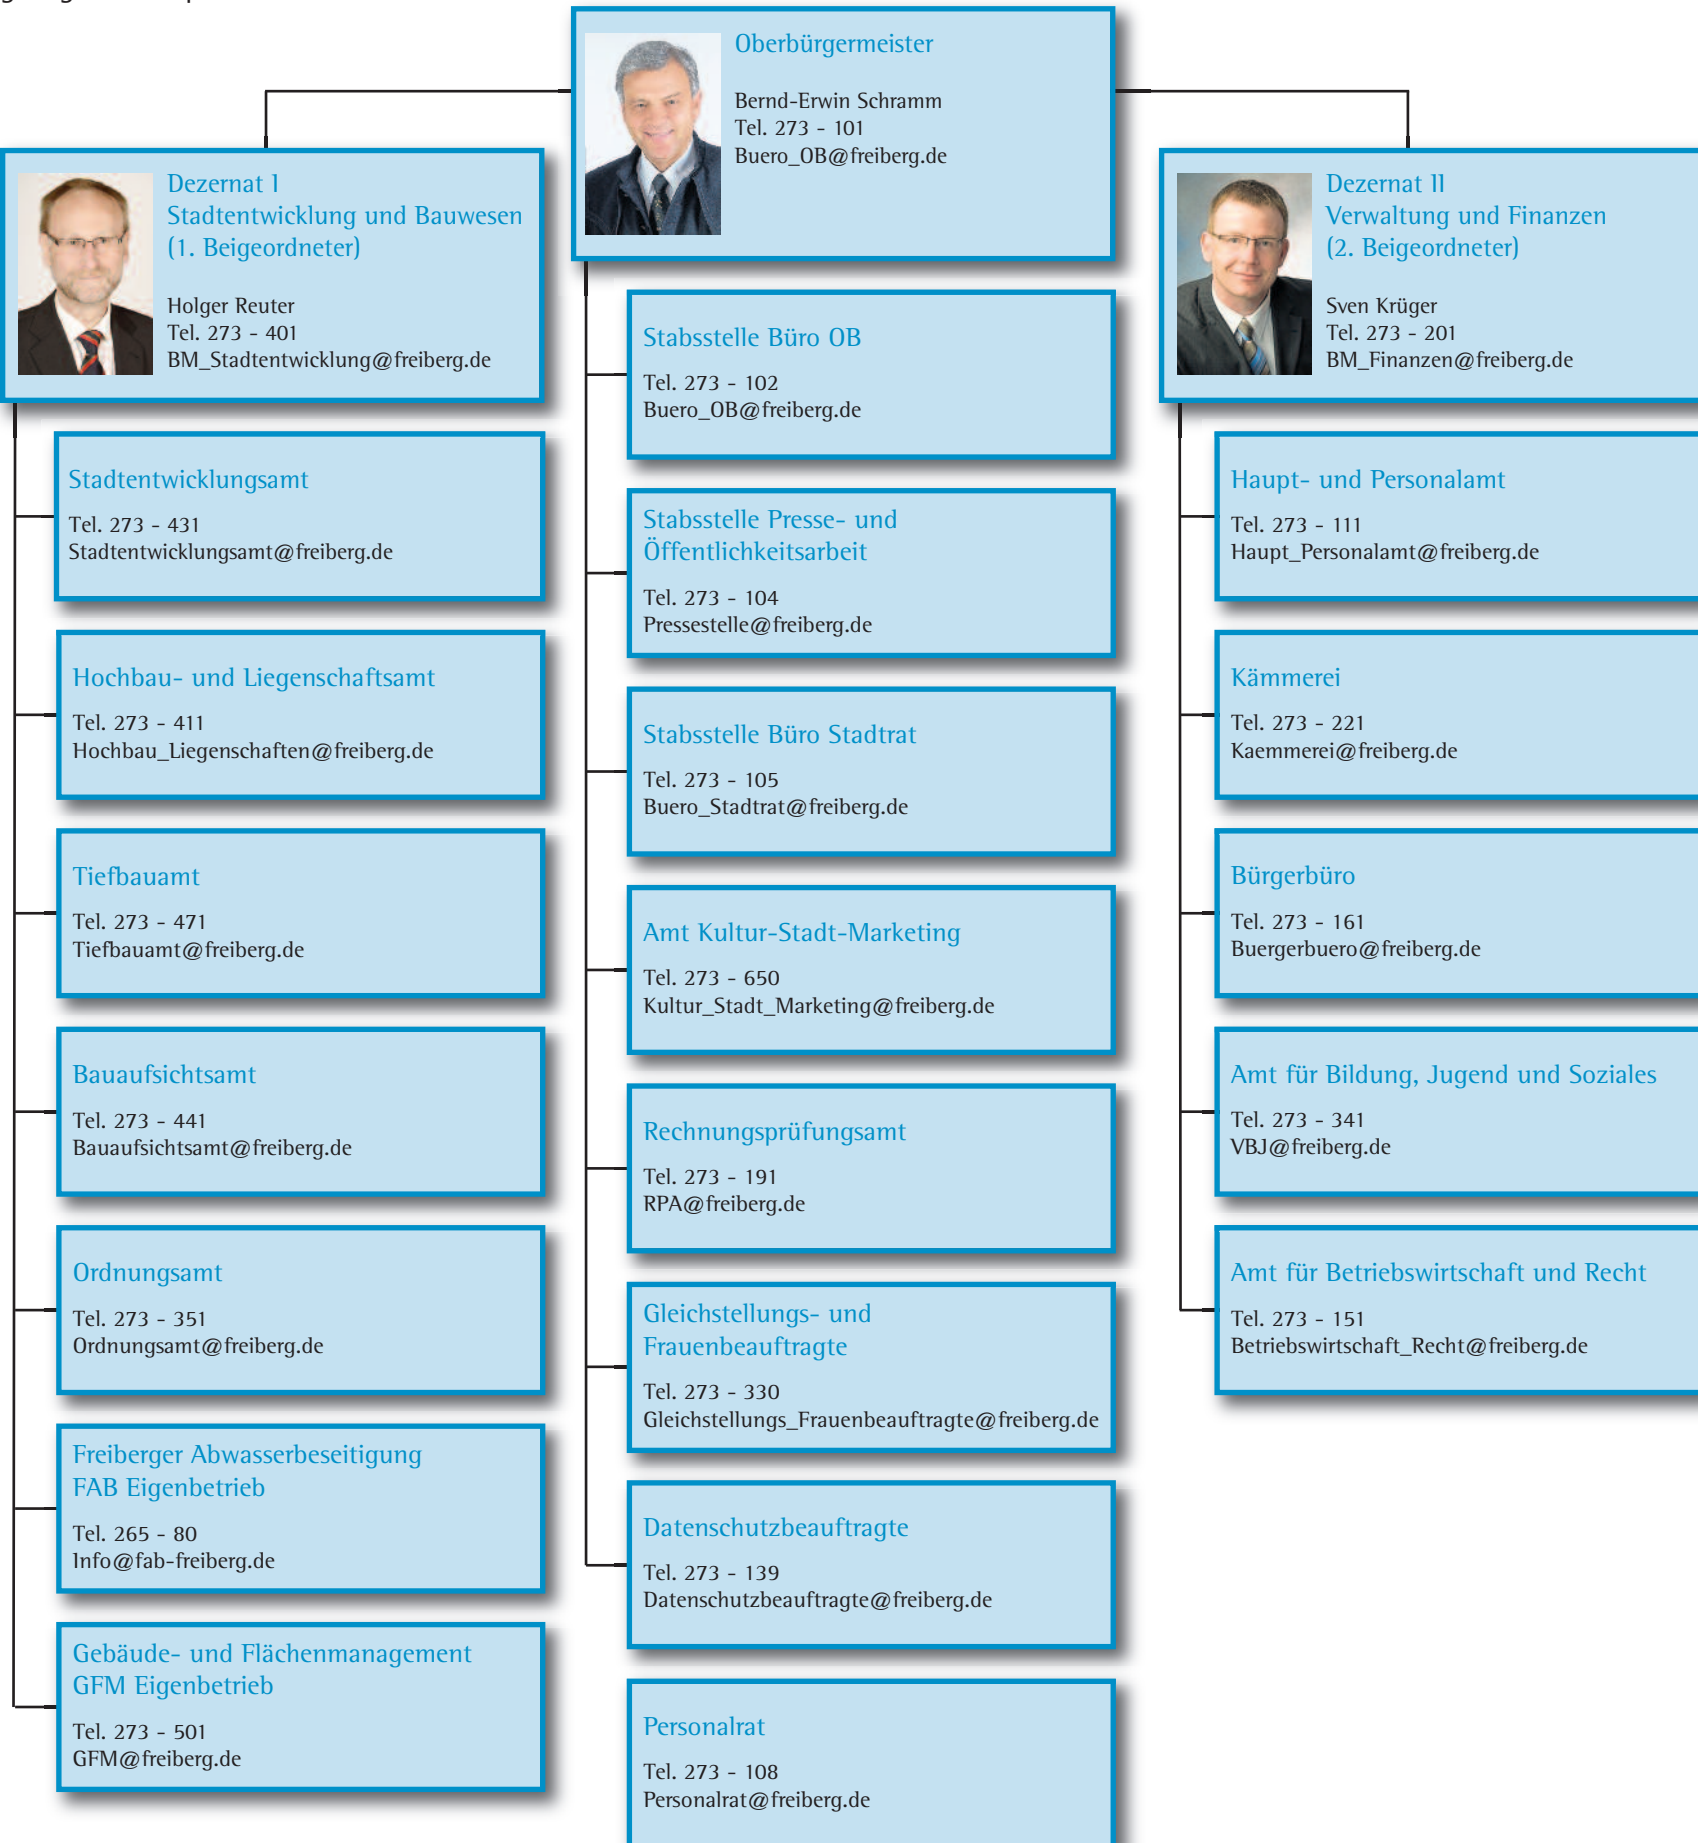 Oberbürgermeister
Bernd-Erwin Schramm
Tel. 273 - 101
Buero_OB@freiberg.de
Dezernat I
Stadtentwicklung und Bauwesen
(1. Beigeordneter)
Holger Reuter
Tel. 273 - 401
BM_Stadtentwicklung@freiberg.de
Stadtentwicklungsamt
Tel. 273 - 431
Stadtentwicklungsamt@freiberg.de
Hochbau- und Liegenschaftsamt
Tel. 273 - 411
Hochbau_Liegenschaften@freiberg.de
Tiefbauamt
Tel. 273 - 471
Tiefbauamt@freiberg.de
Bauaufsichtsamt
Tel. 273 - 441
Bauaufsichtsamt@freiberg.de
Ordnungsamt
Tel. 273 - 351
Ordnungsamt@freiberg.de
Freiberger Abwasserbeseitigung
FAB Eigenbetrieb
Tel. 265 - 80
Info@fab-freiberg.de
Gebäude- und Flächenmanagement
GFM Eigenbetrieb
Tel. 273 - 501
GFM@freiberg.de
Stabsstelle Büro OB
Tel. 273 - 102
Buero_OB@freiberg.de
Stabsstelle Presse- und
Öffentlichkeitsarbeit
Tel. 273 - 104
Pressestelle@freiberg.de
Stabsstelle Büro Stadtrat
Tel. 273 - 105
Buero_Stadtrat@freiberg.de
Amt Kultur-Stadt-Marketing
Tel. 273 - 650
Kultur_Stadt_Marketing@freiberg.de
Rechnungsprüfungsamt
Tel. 273 - 191
RPA@freiberg.de
Gleichstellungs- und
Frauenbeauftragte
Tel. 273 - 330
Gleichstellungs_Frauenbeauftragte@freiberg.de
Datenschutzbeauftragte
Tel. 273 - 139
Datenschutzbeauftragte@freiberg.de
Personalrat
Tel. 273 - 108
Personalrat@freiberg.de
Dezernat II
Verwaltung und Finanzen
(2. Beigeordneter)
Sven Krüger
Tel. 273 - 201
BM_Finanzen@freiberg.de
Haupt- und Personalamt
Tel. 273 - 111
Haupt_Personalamt@freiberg.de
Kämmerei
Tel. 273 - 221
Kaemmerei@freiberg.de
Bürgerbüro
Tel. 273 - 161
Buergerbuero@freiberg.de
Amt für Bildung, Jugend und Soziales
Tel. 273 - 341
VBJ@freiberg.de
Amt für Betriebswirtschaft und Recht
Tel. 273 - 151
Betriebswirtschaft_Recht@freiberg.de